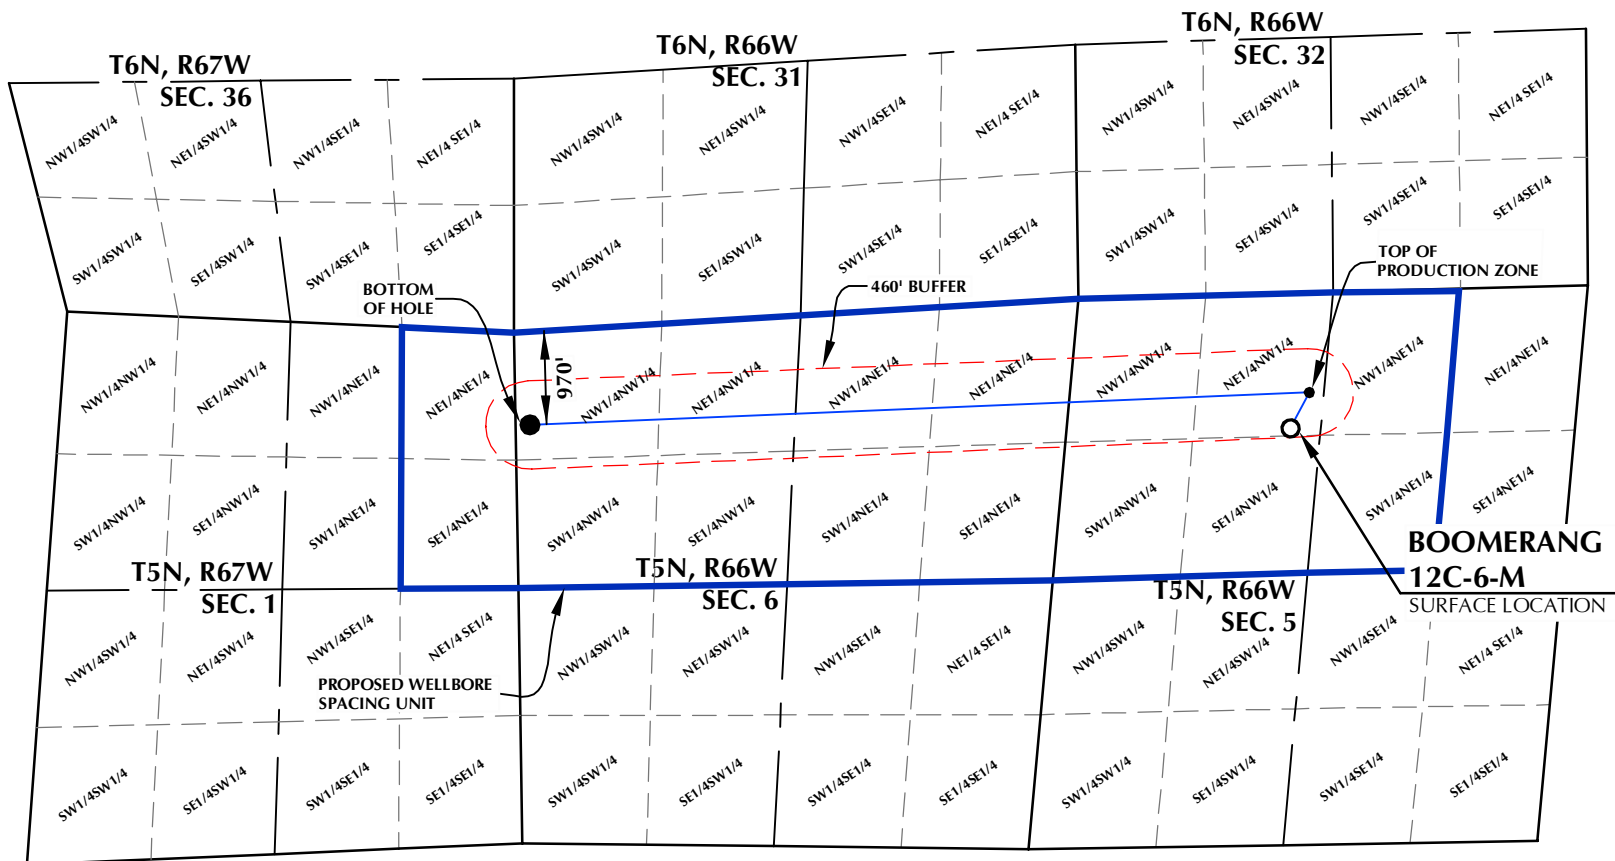 T6N, R67W
SEC. 36
T6N, R66W
SEC. 31
T6N, R66W
SEC. 32
NW1/4SW1/4
NE1/4SW1/4
NW1/4SE1/4
NE1/4 SE1/4
NW1/4SW1/4
NE1/4SW1/4
NW1/4SE1/4
NE1/4 SE1/4
NW1/4SW1/4
NE1/4SW1/4
NW1/4SE1/4
NE1/4 SE1/4
SW1/4SW1/4
SE1/4SW1/4
SW1/4SE1/4
SE1/4SE1/4
SW1/4SW1/4
SE1/4SW1/4
SW1/4SE1/4
SE1/4SE1/4
SW1/4SW1/4
SE1/4SW1/4
SW1/4SE1/4
SE1/4SE1/4
BOTTOM
OF HOLE
460' BUFFER
TOP OF
PRODUCTION ZONE
970'
NW1/4NW1/4
NE1/4NW1/4
NW1/4NE1/4
NE1/4NE1/4
NW1/4NW1/4
NE1/4NW1/4
NW1/4NE1/4
NE1/4NE1/4
NW1/4NW1/4
NE1/4NW1/4
NW1/4NE1/4
NE1/4NE1/4
SW1/4NW1/4
SE1/4NW1/4
SW1/4NE1/4
SE1/4NE1/4
SW1/4NW1/4
SE1/4NW1/4
SW1/4NE1/4
SE1/4NE1/4
SW1/4NW1/4
SE1/4NW1/4
SW1/4NE1/4
SE1/4NE1/4
T5N, R67W
SEC. 1
T5N, R66W
SEC. 6
T5N, R66W
SEC. 5
BOOMERANG
12C-6-M
SURFACE LOCATION
NW1/4SW1/4
NE1/4SW1/4
NW1/4SE1/4
NE1/4 SE1/4
NW1/4SW1/4
NE1/4SW1/4
NW1/4SE1/4
NE1/4 SE1/4
NW1/4SW1/4
NE1/4SW1/4
NW1/4SE1/4
NE1/4 SE1/4
PROPOSED WELLBORE
SPACING UNIT
SW1/4SW1/4
SE1/4SW1/4
SW1/4SE1/4
SE1/4SE1/4
SW1/4SW1/4
SE1/4SW1/4
SW1/4SE1/4
SE1/4SE1/4
SW1/4SW1/4
SE1/4SW1/4
SW1/4SE1/4
SE1/4SE1/4